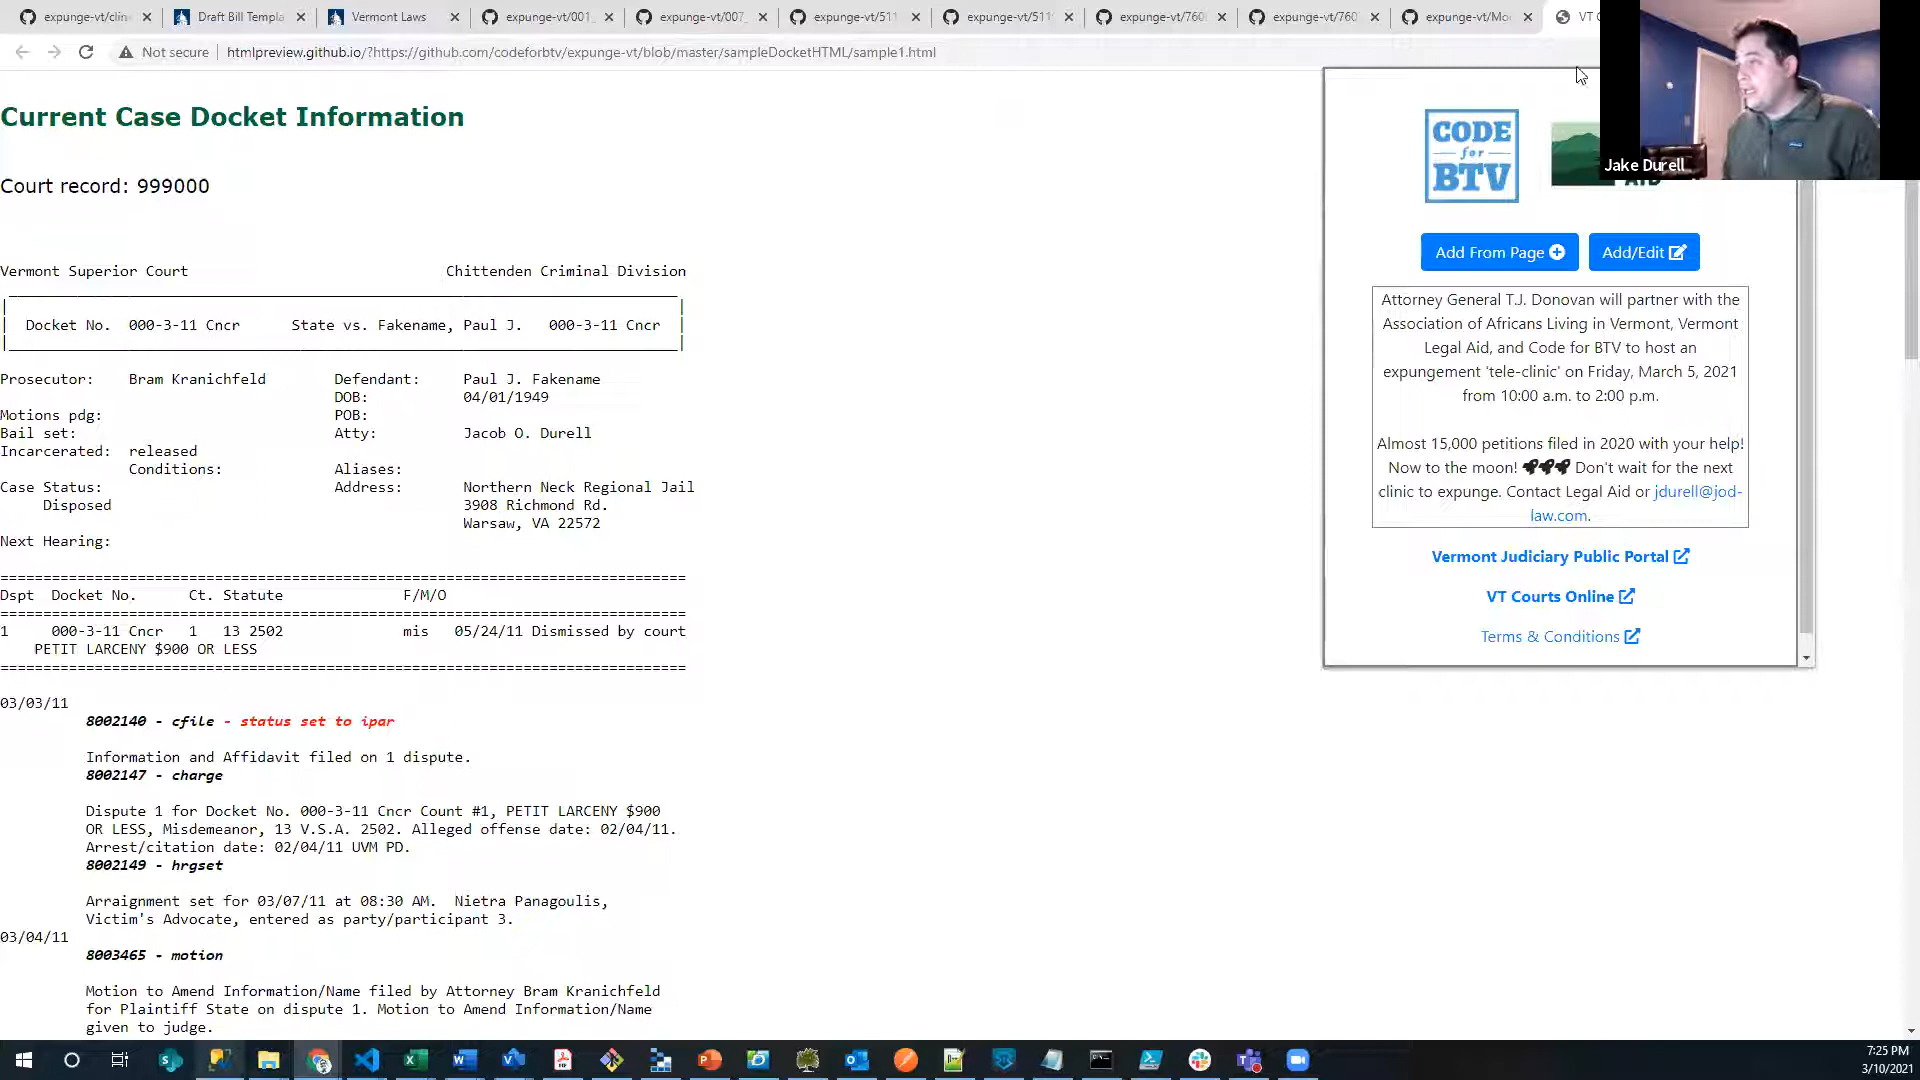 expunge-vt/clin
Draft Bill Templa
Vermont Laws
expunge-vt/001_
expunge-vt/007_
expunge-vt/511
expunge-vt/511
expunge-vt/760
expunge-vt/760
expunge-vt/Mo
VT C
Not secure
htmlpreview.github.io/?https://github.com/codeforbtv/expunge-vt/blob/master/sampleDocketHTML/sample1.html
Current Case Docket Information
Court record: 999000
Vermont Superior Court Chittenden Criminal Division
Docket No. 000-3-11 Cncr State vs. Fakename, Paul J. 000-3-11 Cncr
Prosecutor: Bram Kranichfeld Defendant: Paul J. Fakename
DOB: 04/01/1949
Motions pdg: POB:
Bail set: Atty: Jacob O. Durell
Incarcerated: released
Conditions: Aliases:
Case Status: Address: Northern Neck Regional Jail
Disposed 3908 Richmond Rd.
Warsaw, VA 22572
Next Hearing:
================================================================================
Dspt Docket No. Ct. Statute F/M/O
================================================================================
1 000-3-11 Cncr 1 13 2502 mis 05/24/11 Dismissed by court
PETIT LARCENY $900 OR LESS
================================================================================
03/03/11
8002140 - cfile - status set to ipar
Information and Affidavit filed on 1 dispute.
8002147 - charge
Dispute 1 for Docket No. 000-3-11 Cncr Count #1, PETIT LARCENY $900
OR LESS, Misdemeanor, 13 V.S.A. 2502. Alleged offense date: 02/04/11.
Arrest/citation date: 02/04/11 UVM PD.
8002149 - hrgset
Arraignment set for 03/07/11 at 08:30 AM. Nietra Panagoulis,
Victim's Advocate, entered as party/participant 3.
03/04/11
8003465 - motion
Motion to Amend Information/Name filed by Attorney Bram Kranichfeld
for Plaintiff State on dispute 1. Motion to Amend Information/Name
given to judge.
CODE
for
BTV
Jake Durell
Add From Page
Add/Edit
Attorney General T.J. Donovan will partner with the
Association of Africans Living in Vermont, Vermont
Legal Aid, and Code for BTV to host an
expungement 'tele-clinic' on Friday, March 5, 2021
from 10:00 a.m. to 2:00 p.m.
Almost 15,000 petitions filed in 2020 with your help!
Now to the moon! 🚀🚀🚀 Don't wait for the next
clinic to expunge. Contact Legal Aid or jdurell@jod-
law.com.
Vermont Judiciary Public Portal
VT Courts Online
Terms & Conditions
7:25 PM
3/10/2021